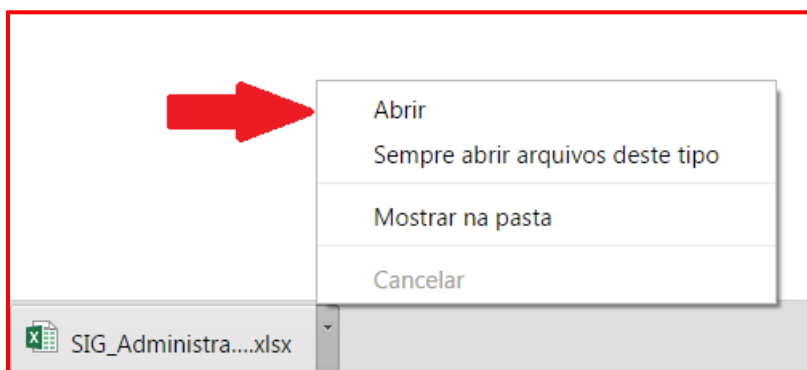 Abrir
Sempre abrir arquivos deste tipo
Mostrar na pasta
Cancelar
SIG_Administra....xlsx